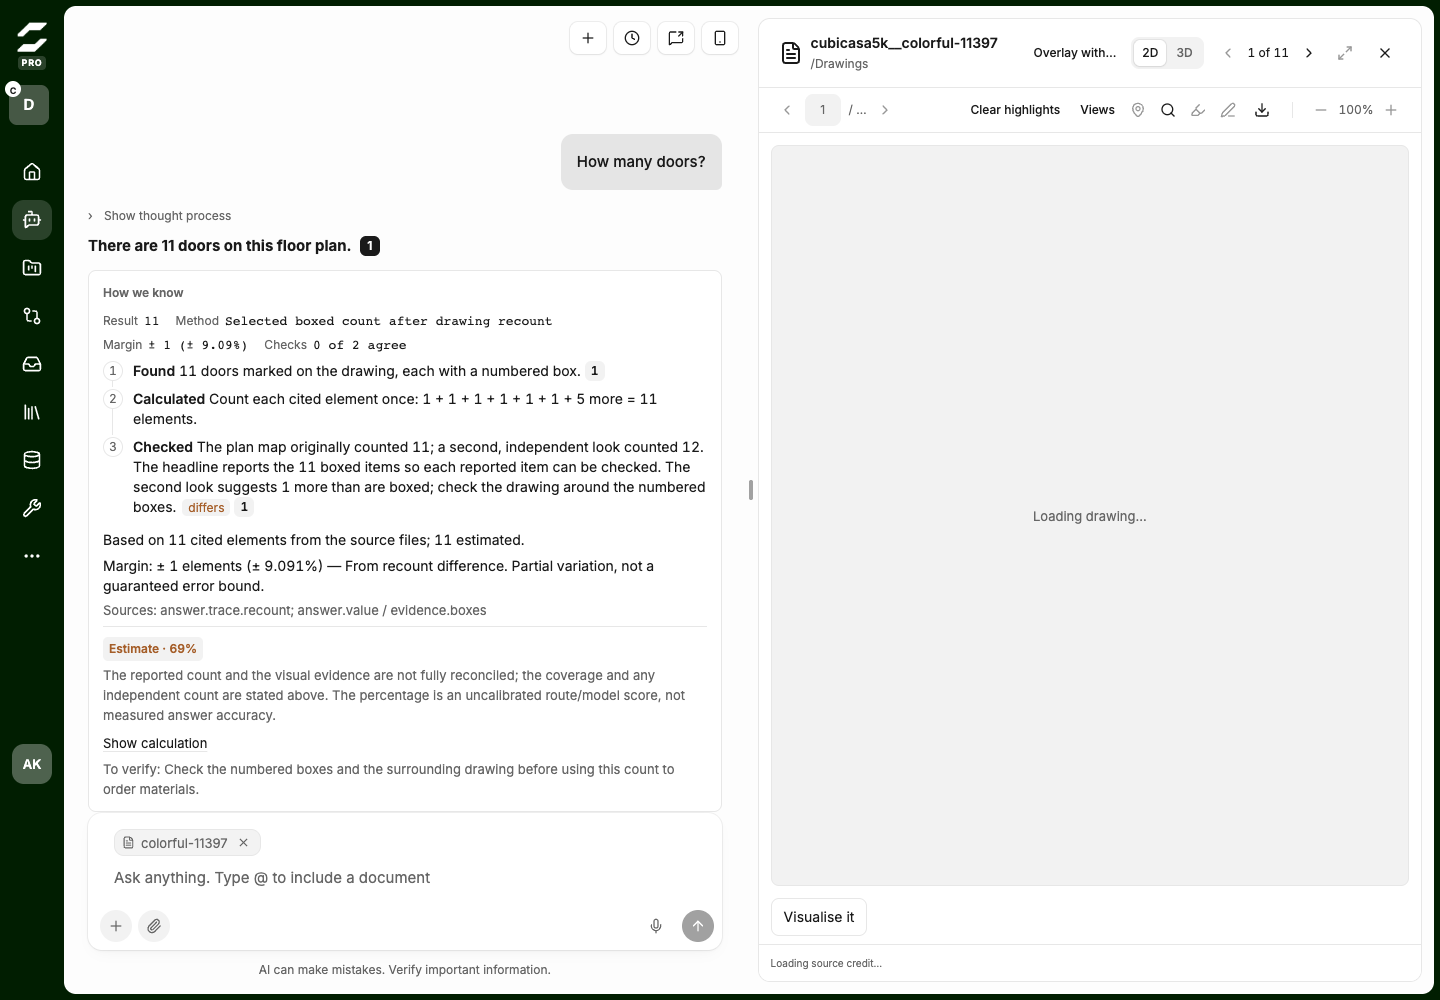 PRO
C
D
AK
How many doors?
Show thought process
There are 11 doors on this floor plan. 1
How we know
Result 11 Method Selected boxed count after drawing recount
Margin ± 1 (± 9.09%) Checks 0 of 2 agree
1 Found 11 doors marked on the drawing, each with a numbered box. 1
2 Calculated Count each cited element once: 1 + 1 + 1 + 1 + 1 + 1 + 5 more = 11
elements.
3 Checked The plan map originally counted 11; a second, independent look counted 12.
The headline reports the 11 boxed items so each reported item can be checked. The
second look suggests 1 more than are boxed; check the drawing around the numbered
boxes. differs 1
Based on 11 cited elements from the source files; 11 estimated.
Margin: ± 1 elements (± 9.091%) — From recount difference. Partial variation, not a
guaranteed error bound.
Sources: answer.trace.recount; answer.value / evidence.boxes
Estimate · 69%
The reported count and the visual evidence are not fully reconciled; the coverage and any
independent count are stated above. The percentage is an uncalibrated route/model score, not
measured answer accuracy.
Show calculation
To verify: Check the numbered boxes and the surrounding drawing before using this count to
order materials.
colorful-11397
Ask anything. Type @ to include a document
AI can make mistakes. Verify important information.
cubicasa5k__colorful-11397
/Drawings
Overlay with... 2D 3D 1 of 11
1 / ... Clear highlights Views 100%
Loading drawing...
Visualise it
Loading source credit...